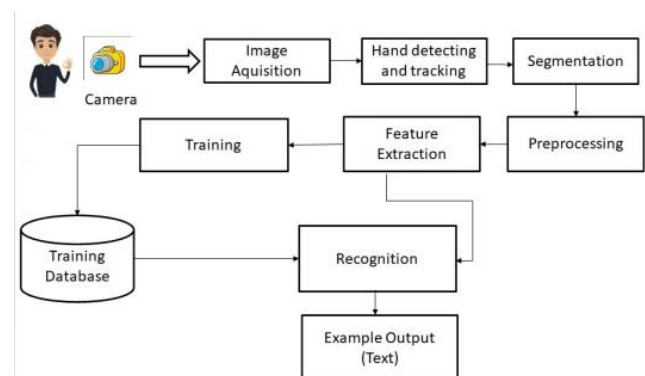 Camera
Image
Aquisition
Hand detecting
and tracking
Segmentation
Preprocessing
Feature
Extraction
Training
Training
Database
Recognition
Example Output
(Text)